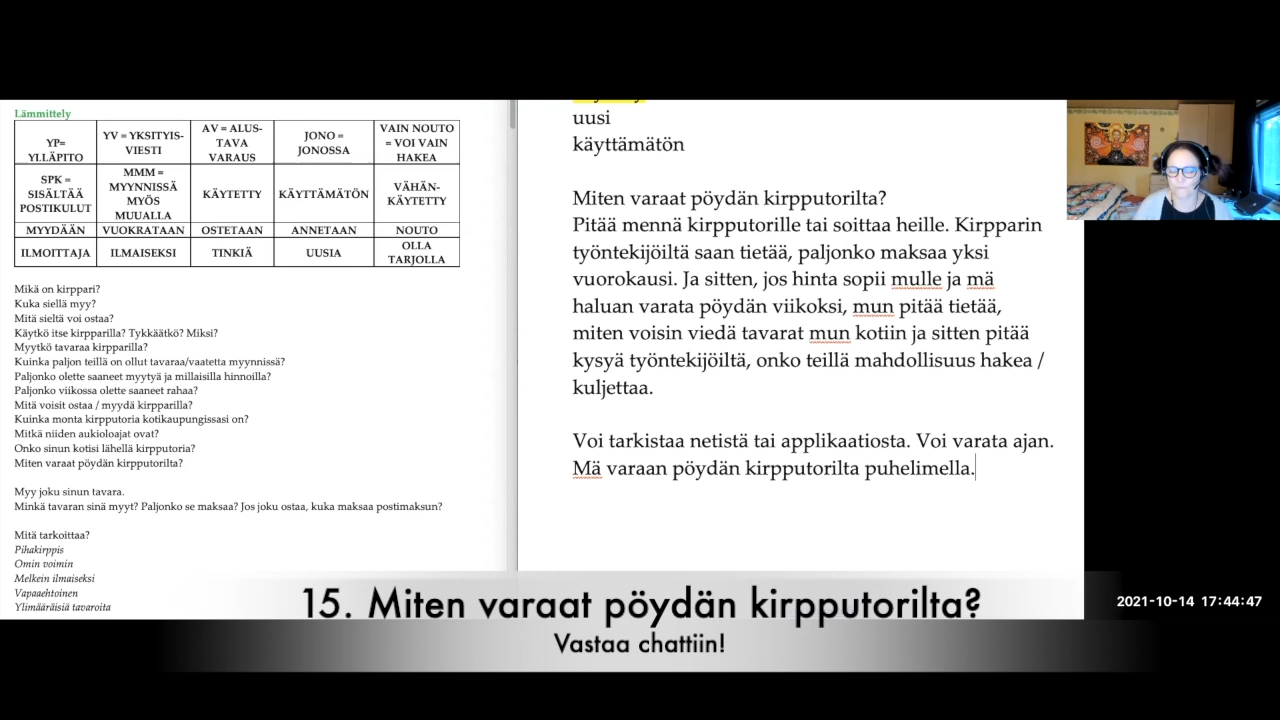 Lämmittely
YP=
YLLÄPITO
YV = YKSITYIS-
VIESTI
AV = ALUS-
TAVA
VARAUS
JONO =
JONOSSA
VAIN NOUTO
= VOI VAIN
HAKEA
SPK =
SISÄLTÄÄ
POSTIKULUT
MMM =
MYYNNISSÄ
MYÖS
MUUALLA
KÄYTETTY
KÄYTTÄMÄTÖN
VÄHÄN-
KÄYTETTY
MYYDÄÄN
VUOKRATAAN
OSTETAAN
ANNETAAN
NOUTO
ILMOITTAJA
ILMAISEKSI
TINKIÄ
UUSIA
OLLA
TARJOLLA
Mikä on kirppari?
Kuka siellä myy?
Mitä sieltä voi ostaa?
Käytkö itse kirpparilla? Tykkäätkö? Miksi?
Myytkö tavaraa kirpparilla?
Kuinka paljon teillä on ollut tavaraa/vaatetta myynnissä?
Paljonko olette saaneet myytyä ja millaisilla hinnoilla?
Paljonko viikossa olette saaneet rahaa?
Mitä voisit ostaa / myydä kirpparilla?
Kuinka monta kirpputoria kotikaupungissasi on?
Mitkä niiden aukioloajat ovat?
Onko sinun kotisi lähellä kirpputoria?
Miten varaat pöydän kirpputorilta?
Myy joku sinun tavara.
Minkä tavaran sinä myyt? Paljonko se maksaa? Jos joku ostaa, kuka maksaa postimaksun?
Mitä tarkoittaa?
Pihakirppis
Omin voimin
Melkein ilmaiseksi
Vapaaehtoinen
Ylimääräisiä tavaroita
uusi
käyttämätön
Miten varaat pöydän kirpputorilta?
Pitää mennä kirpputorille tai soittaa heille. Kirpparin
työntekijöiltä saan tietää, paljonko maksaa yksi
vuorokausi. Ja sitten, jos hinta sopii mulle ja mä
haluan varata pöydän viikoksi, mun pitää tietää,
miten voisin viedä tavarat mun kotiin ja sitten pitää
kysyä työntekijöiltä, onko teillä mahdollisuus hakea /
kuljettaa.
Voi tarkistaa netistä tai applikaatiosta. Voi varata ajan.
Mä varaan pöydän kirpputorilta puhelimella.
15. Miten varaat pöydän kirpputorilta?
Vastaa chattiin!
2021-10-14 17:44:47